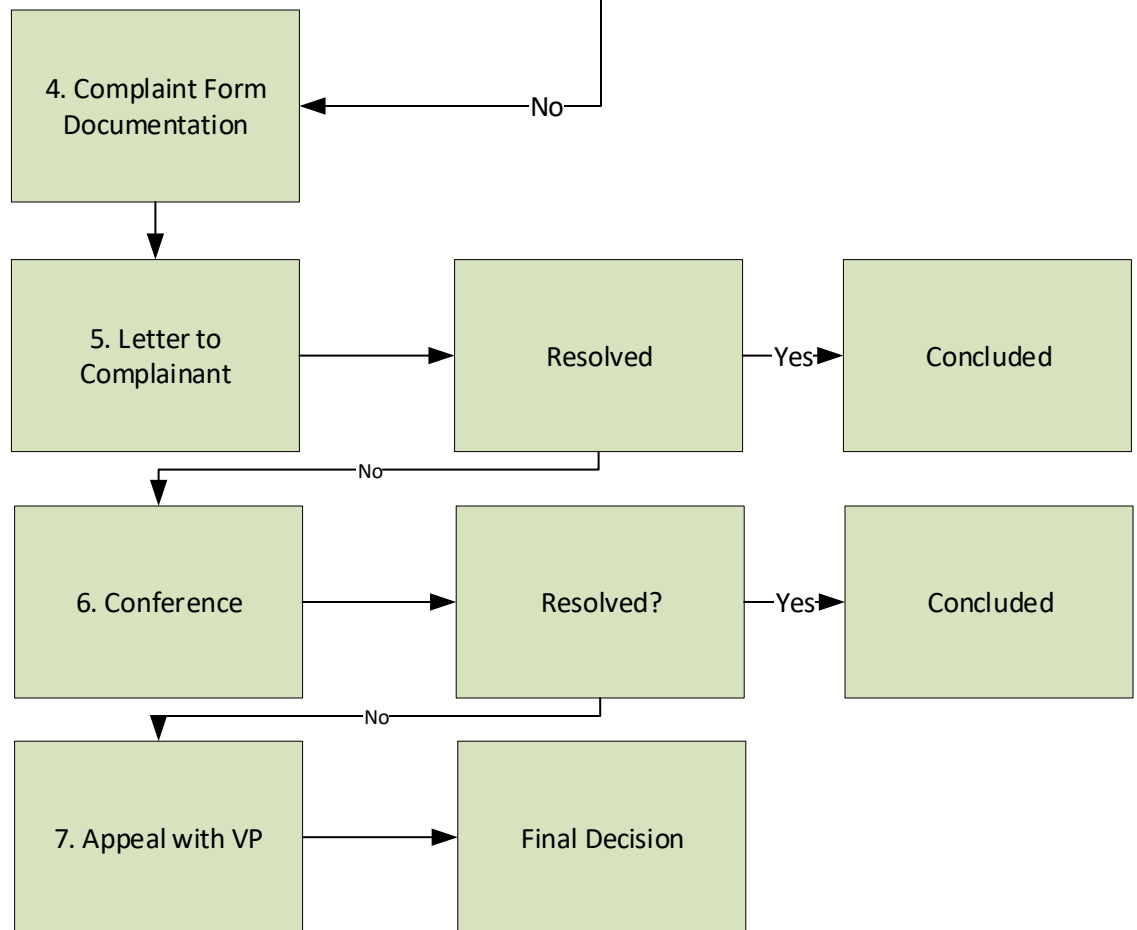 4. Complaint Form
Documentation
No
5. Letter to
Complainant
Resolved
Yes
Concluded
No
6. Conference
Resolved?
Yes
Concluded
No
7. Appeal with VP
Final Decision